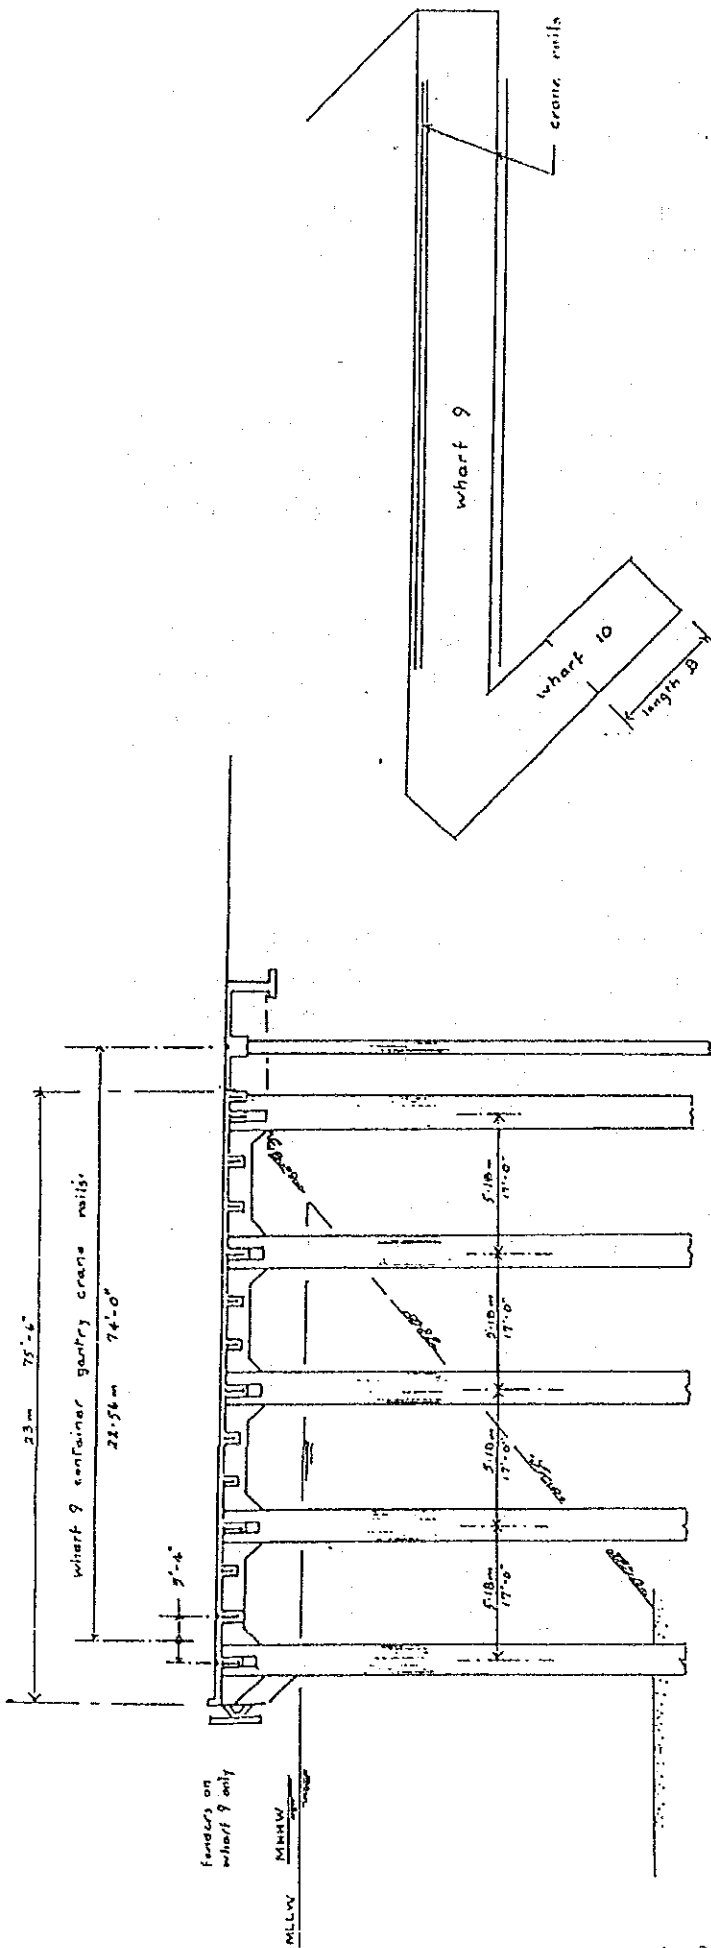 crane rails
wharf 9
wharf 10
length B
23m 75'-6"
wharf 9 container gantry crane rails
22.56m 74'-0"
5'-6"
5.18m
17'-0"
5.18m
17'-0"
5.18m
17'-0"
5.18m
17'-0"
fenders on
wharf 9 only
MHHW
MLLW